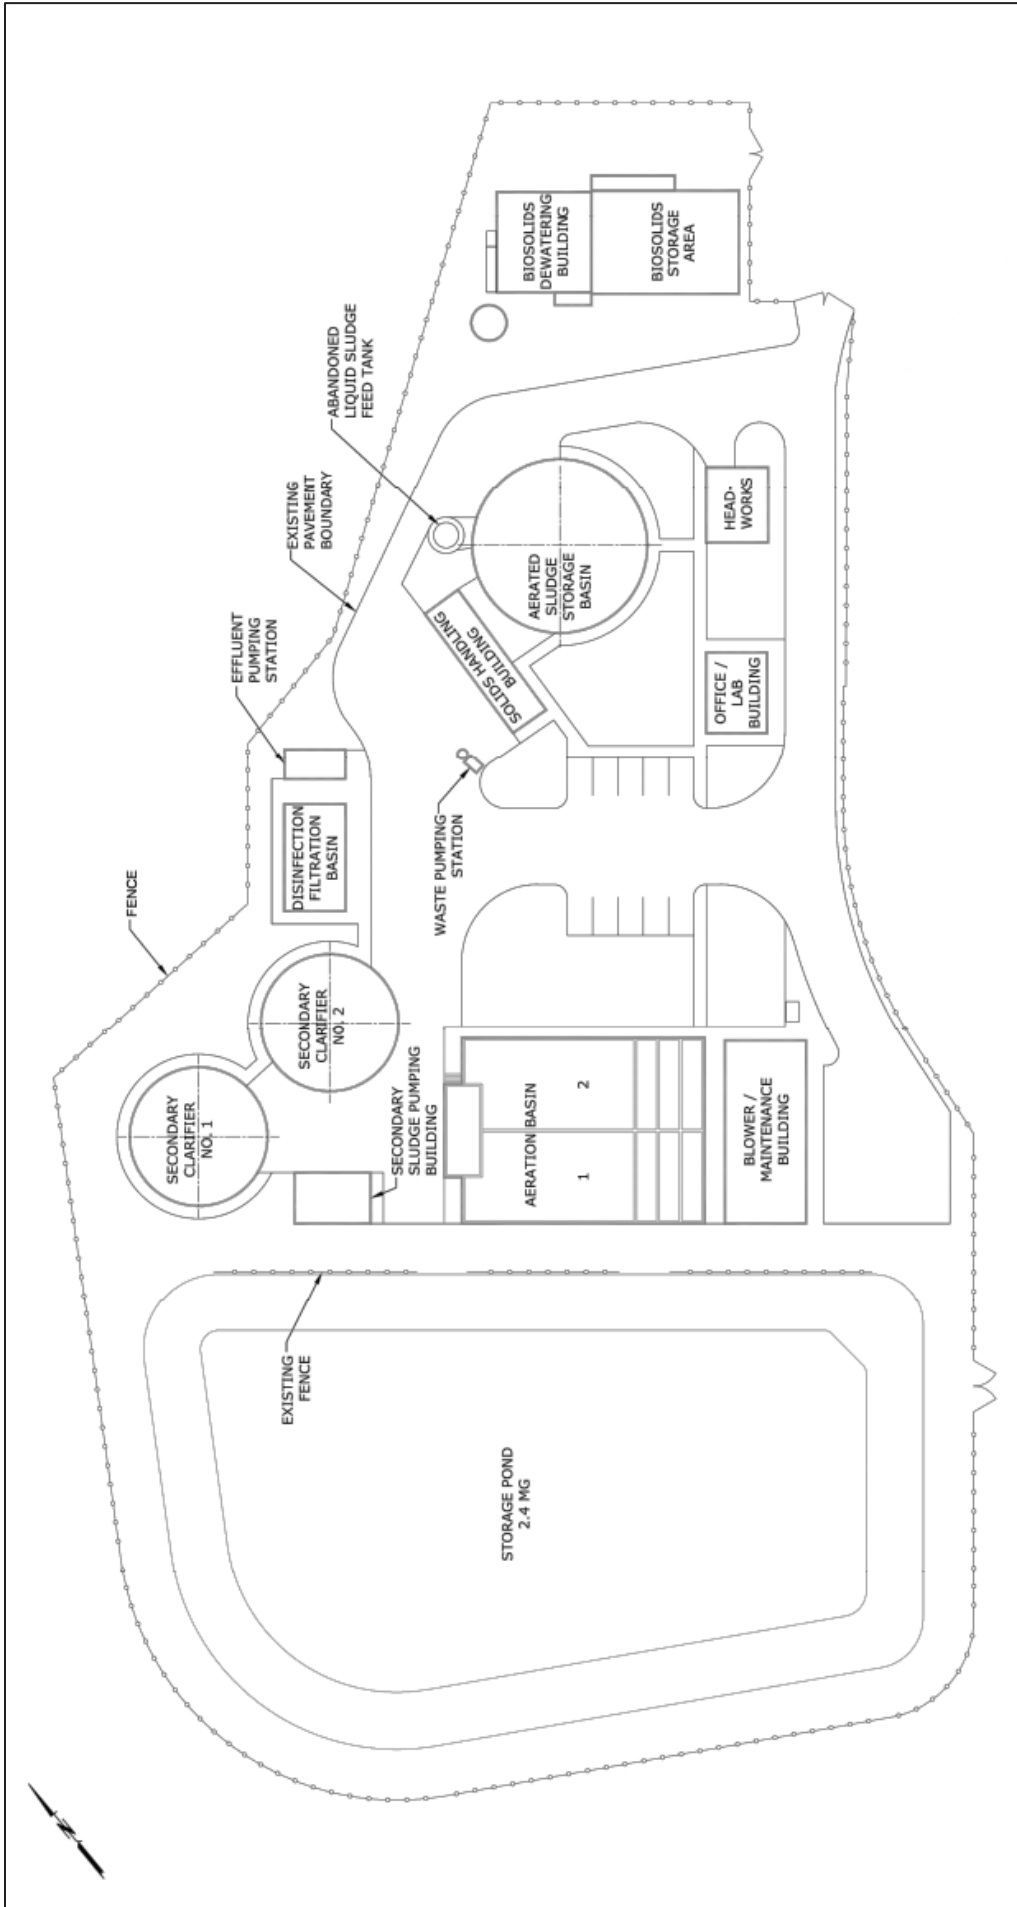 BIOSOLIDS
DEWATERING
BUILDING
BIOSOLIDS
STORAGE
AREA
ABANDONED
LIQUID SLUDGE
FEED TANK
EXISTING
PAVEMENT
BOUNDARY
HEAD-
WORKS
AERATED
SLUDGE
STORAGE
BASIN
SOLIDS HANDLING
BUILDING
EFFLUENT
PUMPING
STATION
OFFICE /
LAB
BUILDING
DISINFECTION
FILTRATION
BASIN
WASTE PUMPING
STATION
FENCE
SECONDARY
CLARIFIER
NO. 2
SECONDARY
CLARIFIER
NO. 1
SECONDARY
SLUDGE PUMPING
BUILDING
AERATION BASIN
1
2
BLOWER /
MAINTENANCE
BUILDING
EXISTING
FENCE
STORAGE POND
2.4 MG
N